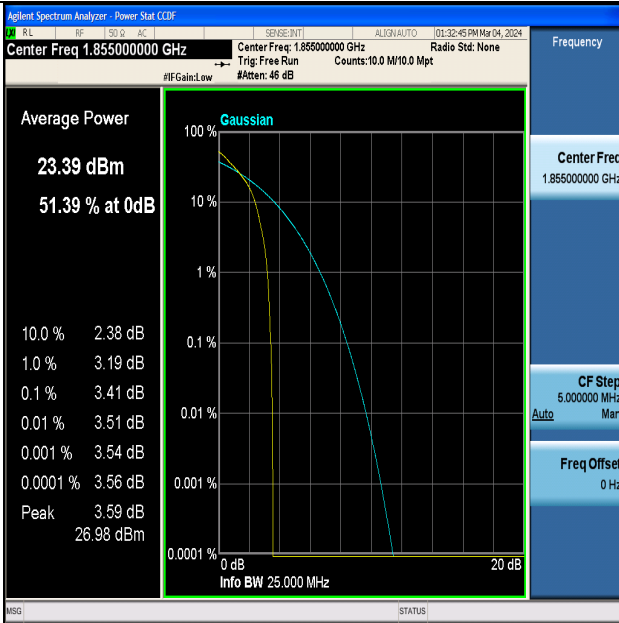 Agilent Spectrum Analyzer - Power Stat CCDF
LXI RL RF 50 Ω AC SENSE:INT ALIGN AUTO 01:32:45 PM Mar 04, 2024
Center Freq 1.855000000 GHz
Center Freq: 1.855000000 GHz Radio Std: None
Trig: Free Run Counts:10.0 M/10.0 Mpt
#IFGain:Low #Atten: 46 dB
Frequency
Average Power
23.39 dBm
51.39 % at 0dB
10.0 % 2.38 dB
1.0 % 3.19 dB
0.1 % 3.41 dB
0.01 % 3.51 dB
0.001 % 3.54 dB
0.0001 % 3.56 dB
Peak 3.59 dB
26.98 dBm
Gaussian
100 %
10 %
1 %
0.1 %
0.01 %
0.001 %
0.0001 %
0 dB 20 dB
Info BW 25.000 MHz
Center Freq
1.855000000 GHz
CF Step
5.000000 MHz
Auto Man
Freq Offset
0 Hz
MSG STATUS